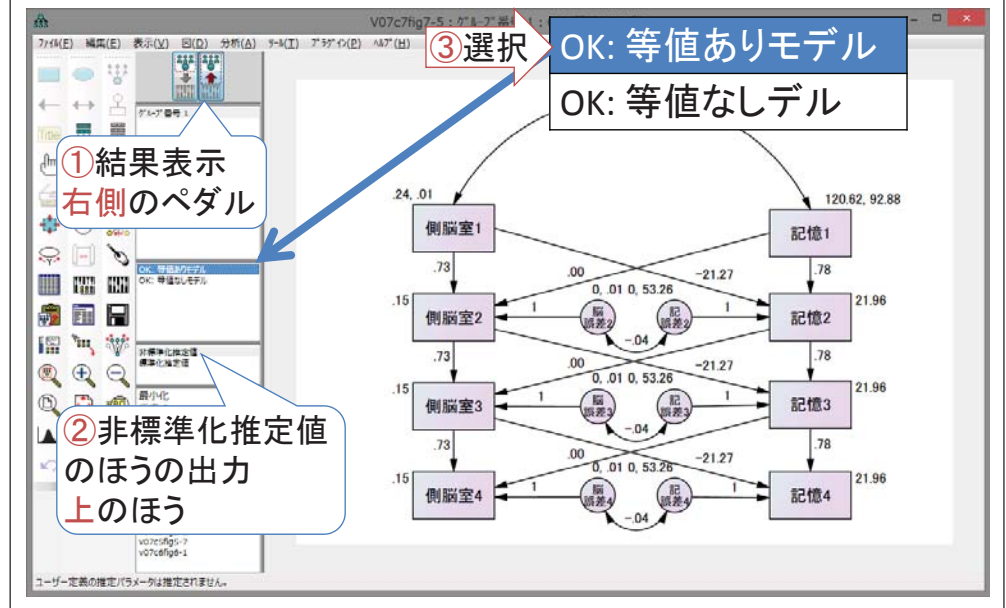 V07c7fig7-5 : グループ番号 1 :
ファイル(F) 編集(E) 表示(V) 図(D) 分析(A) ツール(T) プラグイン(P) ヘルプ(H)
③選択
OK: 等値ありモデル
OK: 等値なしデル
Title
グループ番号 1
①結果表示
右側のペダル
OK: 等値ありモデル
OK: 等値なしモデル
非標準化推定値
標準化推定値
最小化
②非標準化推定値
のほうの出力
上のほう
v07c5fig5-7
v07c6fig6-1
ユーザー定義の推定パラメータは推定されません。
.24, .01
120.62, 92.88
側脳室1
記憶1
.73
.00
-21.27
.78
0, .01 0, 53.26
.15
側脳室2
1
脳誤差2
記誤差2
1
記憶2
21.96
-.04
.73
.00
-21.27
.78
0, .01 0, 53.26
.15
側脳室3
1
脳誤差3
記誤差3
1
記憶3
21.96
-.04
.73
.00
-21.27
.78
0, .01 0, 53.26
.15
側脳室4
1
脳誤差4
記誤差4
1
記憶4
21.96
-.04